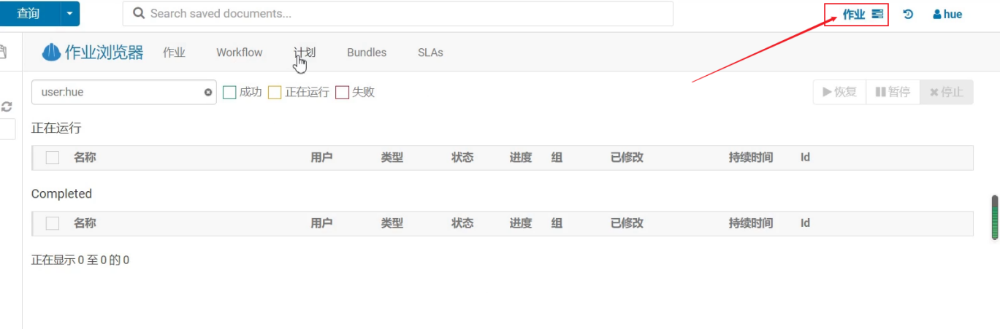 查询 Search saved documents... 作业 hue
作业浏览器 作业 Workflow 计划 Bundles SLAs
user:hue 成功 正在运行 失败 恢复 暂停 停止
正在运行
名称 用户 类型 状态 进度 组 已修改 持续时间 Id
Completed
名称 用户 类型 状态 进度 组 已修改 持续时间 Id
正在显示 0 至 0 的 0